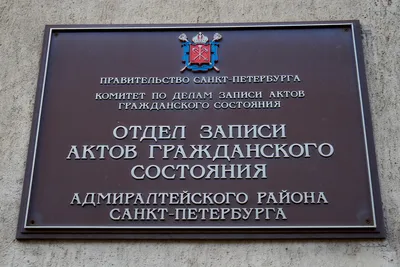 ПРАВИТЕЛЬСТВО САНКТ-ПЕТЕРБУРГА
КОМИТЕТ ПО ДЕЛАМ ЗАПИСИ АКТОВ
ГРАЖДАНСКОГО СОСТОЯНИЯ
ОТДЕЛ ЗАПИСИ
АКТОВ ГРАЖДАНСКОГО
СОСТОЯНИЯ
АДМИРАЛТЕЙСКОГО РАЙОНА
САНКТ-ПЕТЕРБУРГА